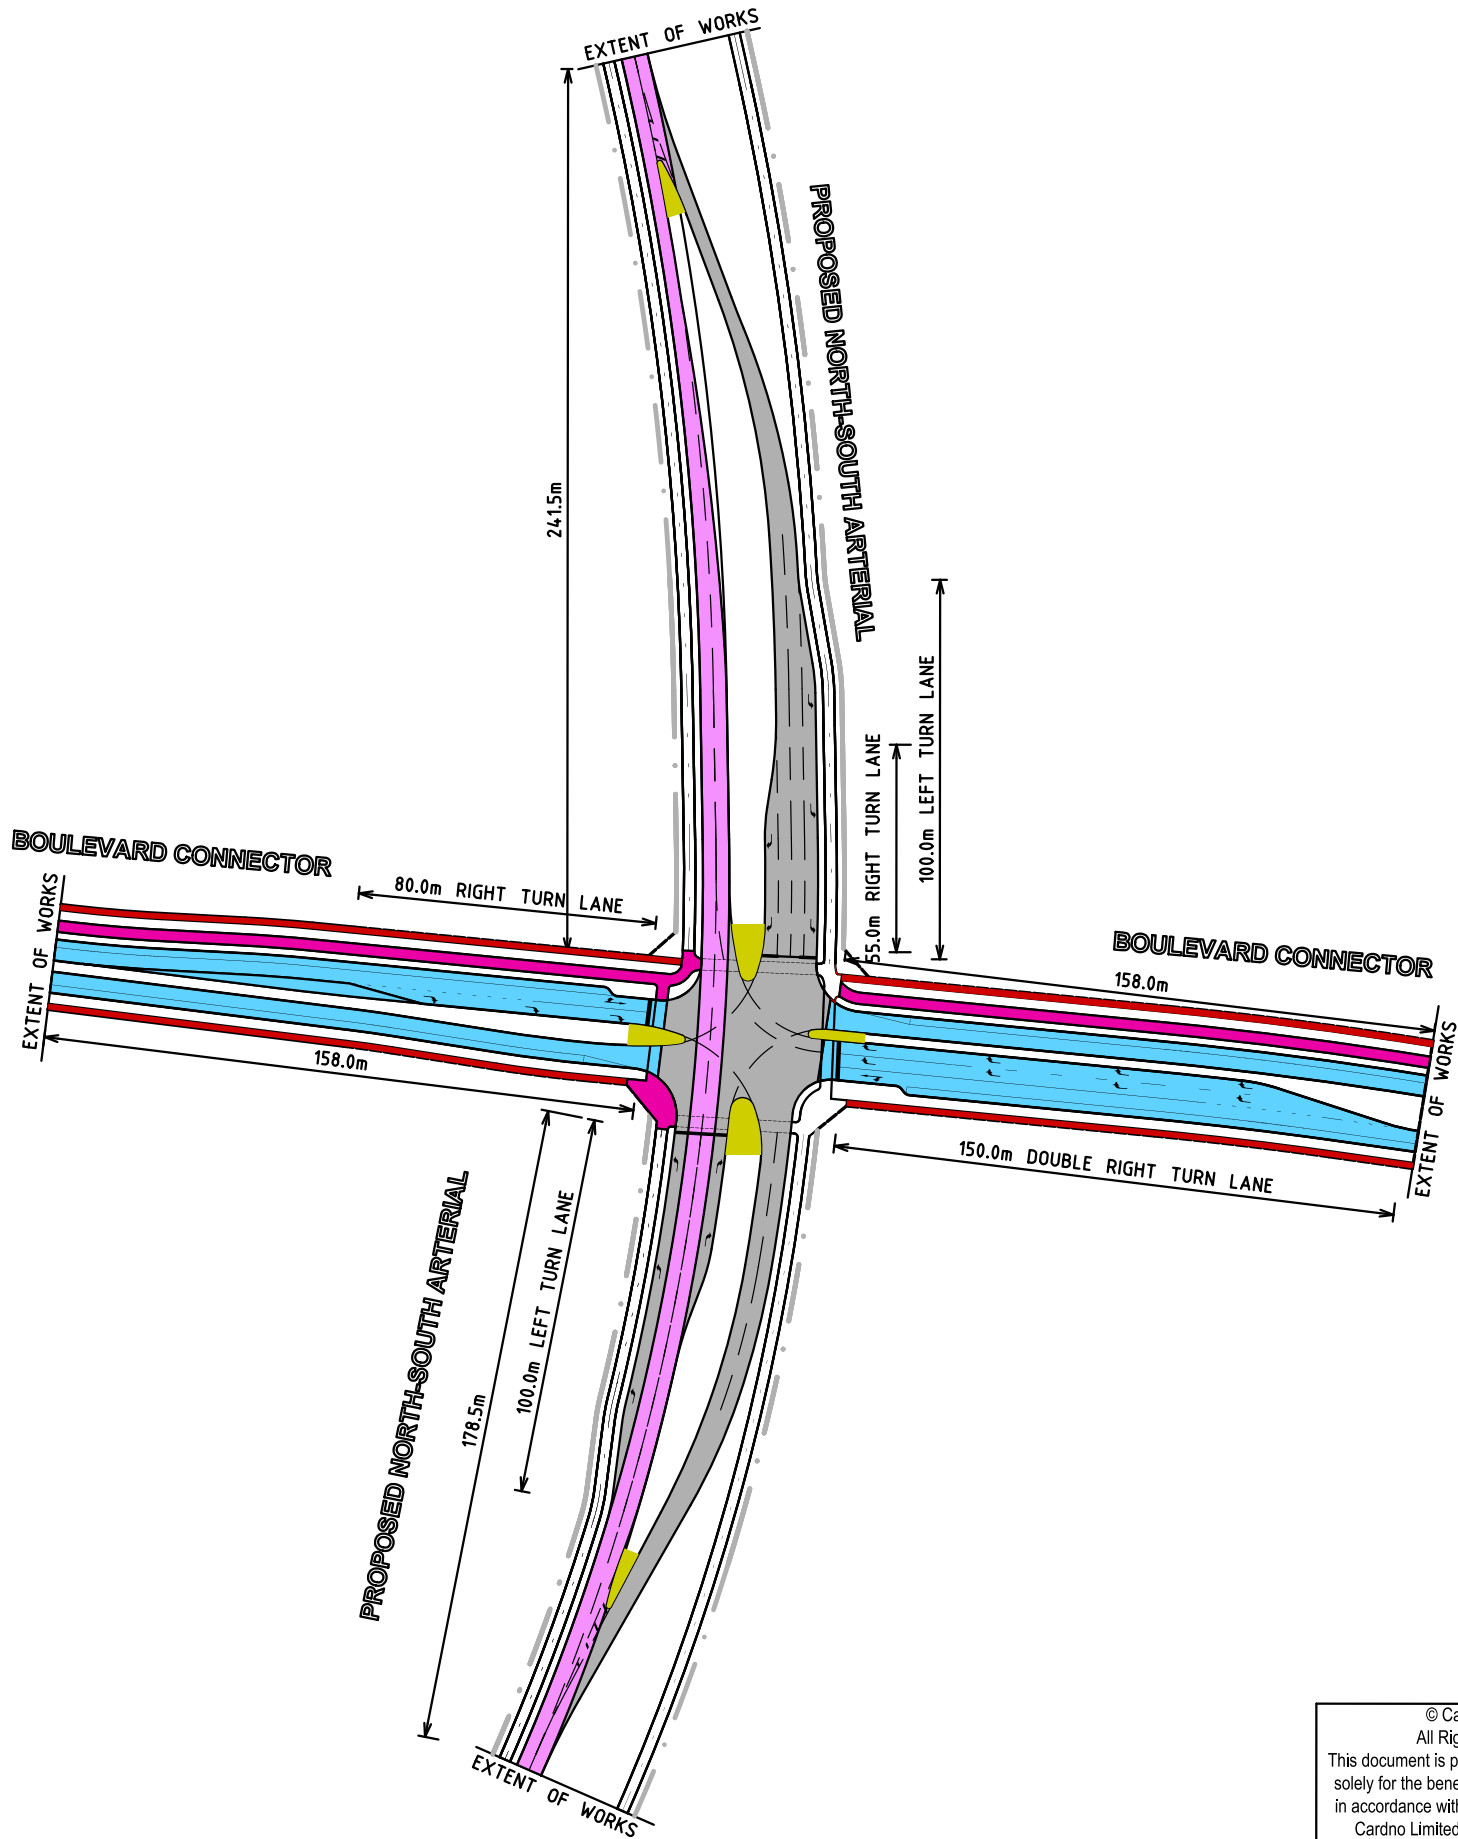 EXTENT OF WORKS
PROPOSED NORTH-SOUTH ARTERIAL
241.5m
55.0m RIGHT TURN LANE
100.0m LEFT TURN LANE
BOULEVARD CONNECTOR
80.0m RIGHT TURN LANE
EXTENT OF WORKS
158.0m
BOULEVARD CONNECTOR
158.0m
EXTENT OF WORKS
150.0m DOUBLE RIGHT TURN LANE
PROPOSED NORTH-SOUTH ARTERIAL
178.5m
100.0m LEFT TURN LANE
EXTENT OF WORKS
© Ca
All Rig
This document is p
solely for the bene
in accordance with
Cardno Limited